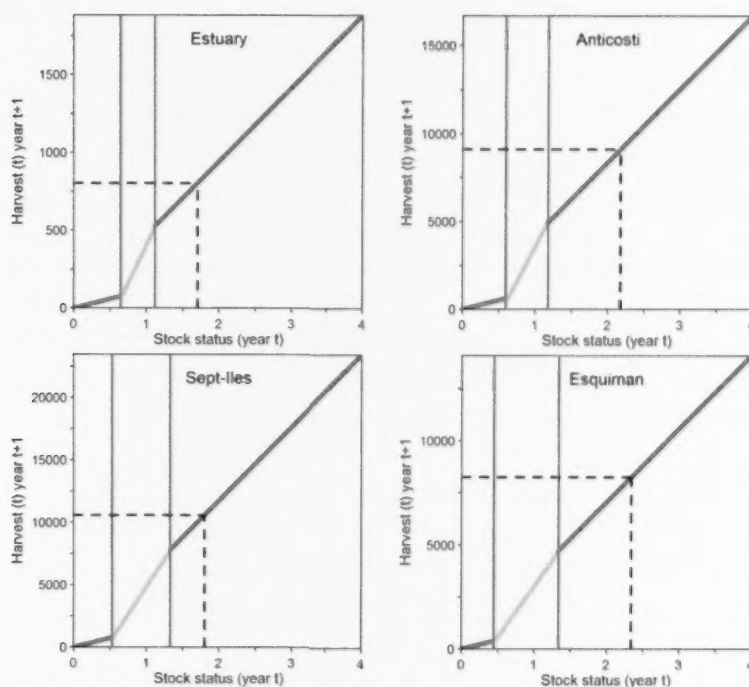 Estuary
Harvest (t) year t+1
1500
1000
500
0
0 1 2 3 4
Stock status (year t)
Anticosti
Harvest (t) year t+1
15000
10000
5000
0
0 1 2 3 4
Stock status (year t)
Sept-Iles
Harvest (t) year t+1
20000
15000
10000
5000
0
0 1 2 3 4
Stock status (year t)
Esquiman
Harvest (t) year t+1
10000
5000
0
0 1 2 3 4
Stock status (year t)